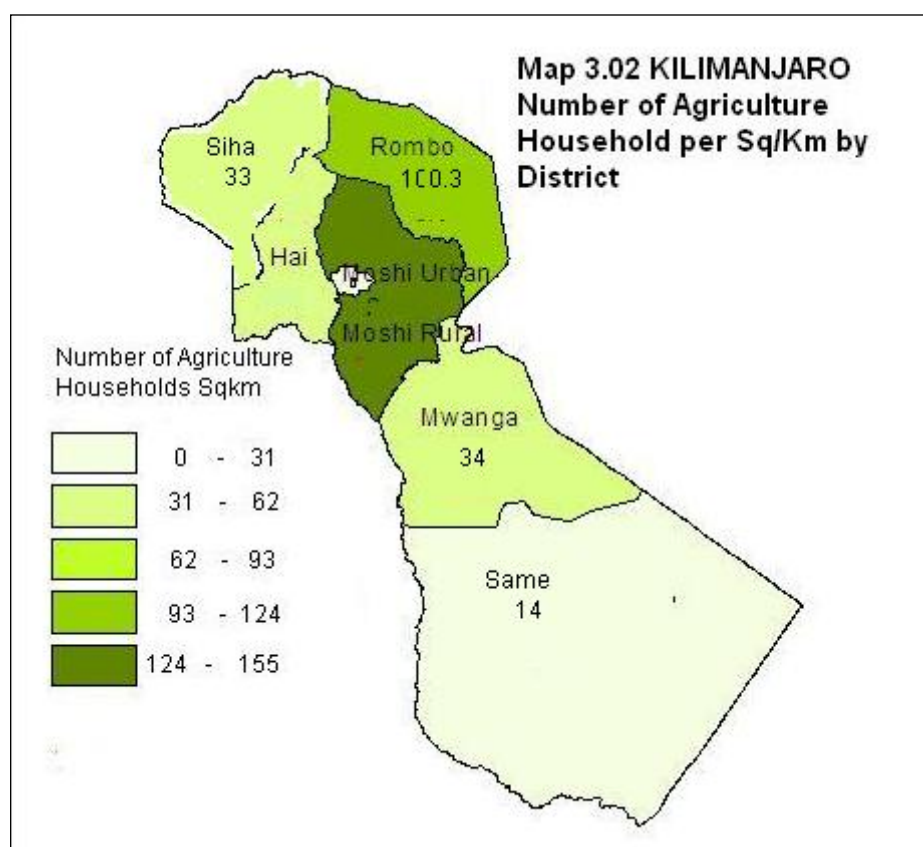 Map 3.02 KILIMANJARO
Number of Agriculture
Household per Sq/Km by
District
Siha
33
Rombo
100.3
Hai
Moshi Urban
Moshi Rural
Number of Agriculture
Households Sqkm
0 - 31
31 - 62
62 - 93
93 - 124
124 - 155
Mwanga
34
Same
14